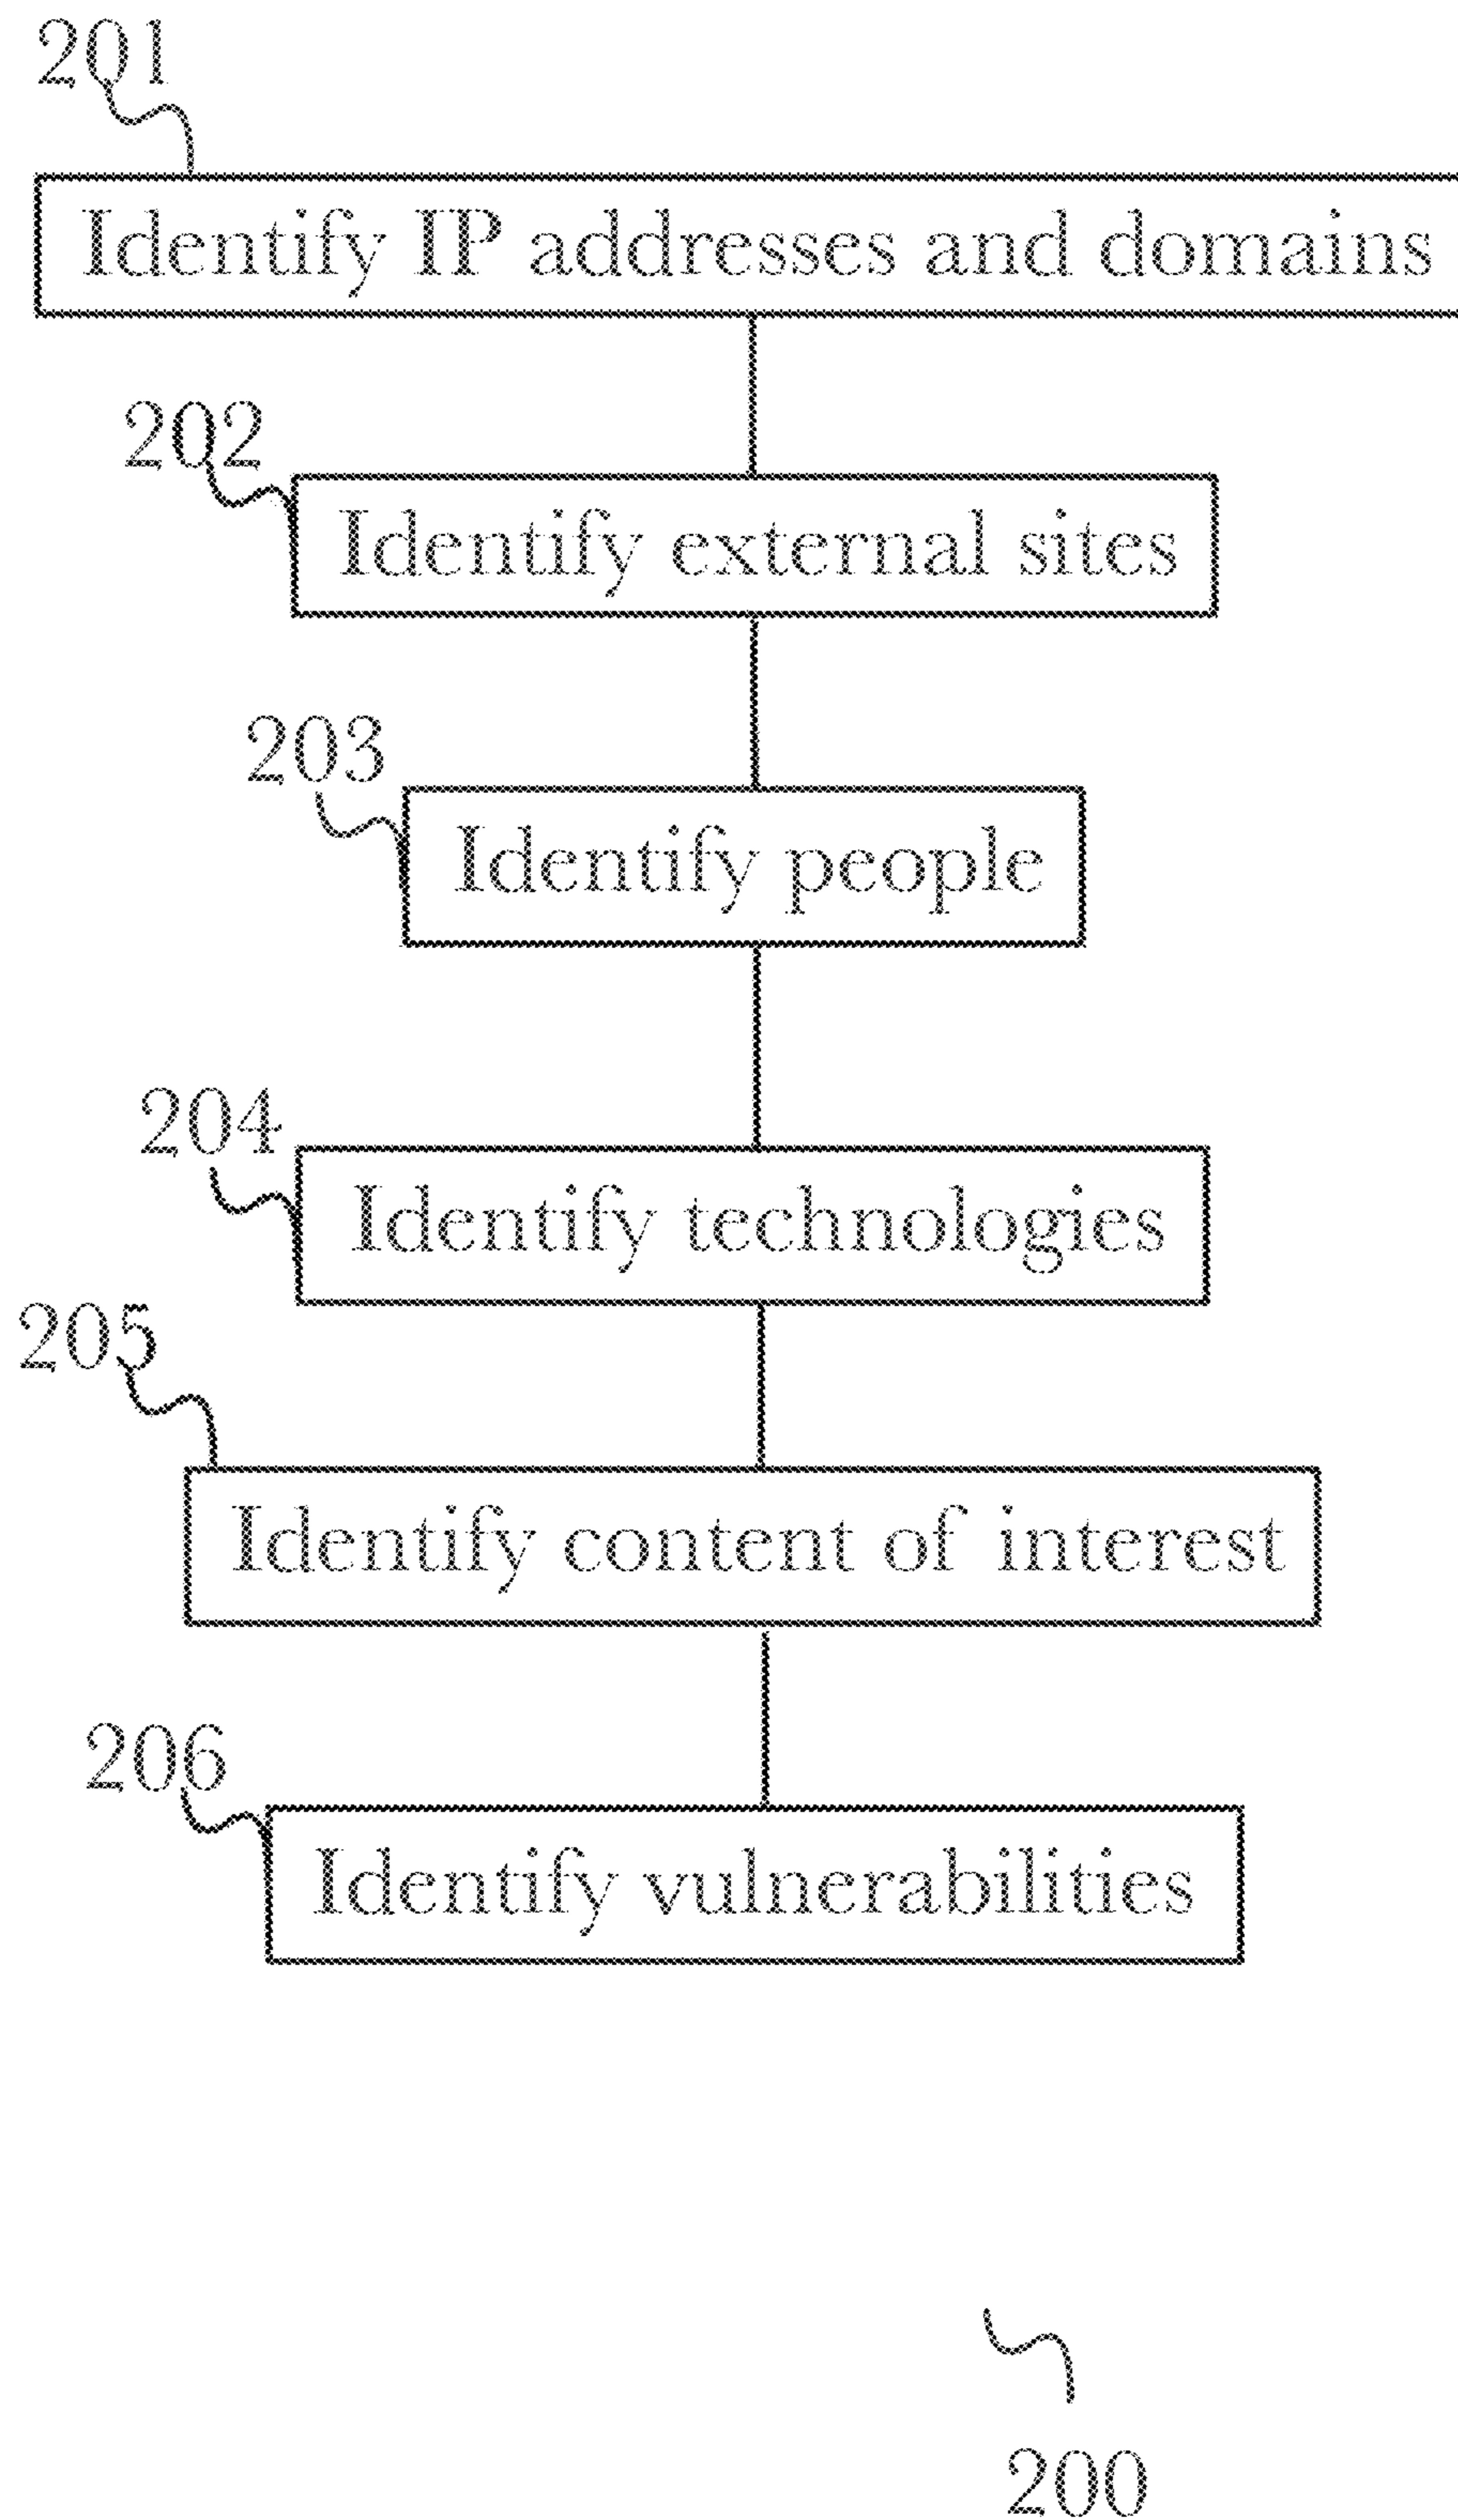 201
Identify IP addresses and domains
202
Identify external sites
203
Identify people
204
Identify technologies
205
Identify content of interest
206
Identify vulnerabilities
200